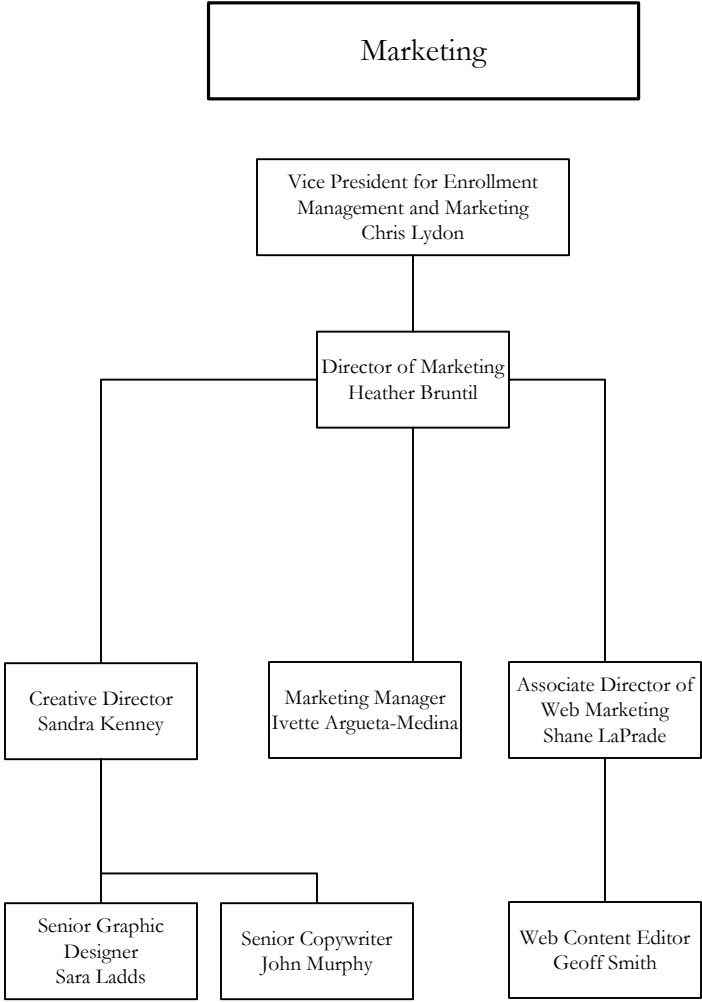 Marketing
Vice President for Enrollment
Management and Marketing
Chris Lydon
Director of Marketing
Heather Bruntil
Creative Director
Sandra Kenney
Marketing Manager
Ivette Argueta-Medina
Associate Director of
Web Marketing
Shane LaPrade
Senior Graphic
Designer
Sara Ladds
Senior Copywriter
John Murphy
Web Content Editor
Geoff Smith